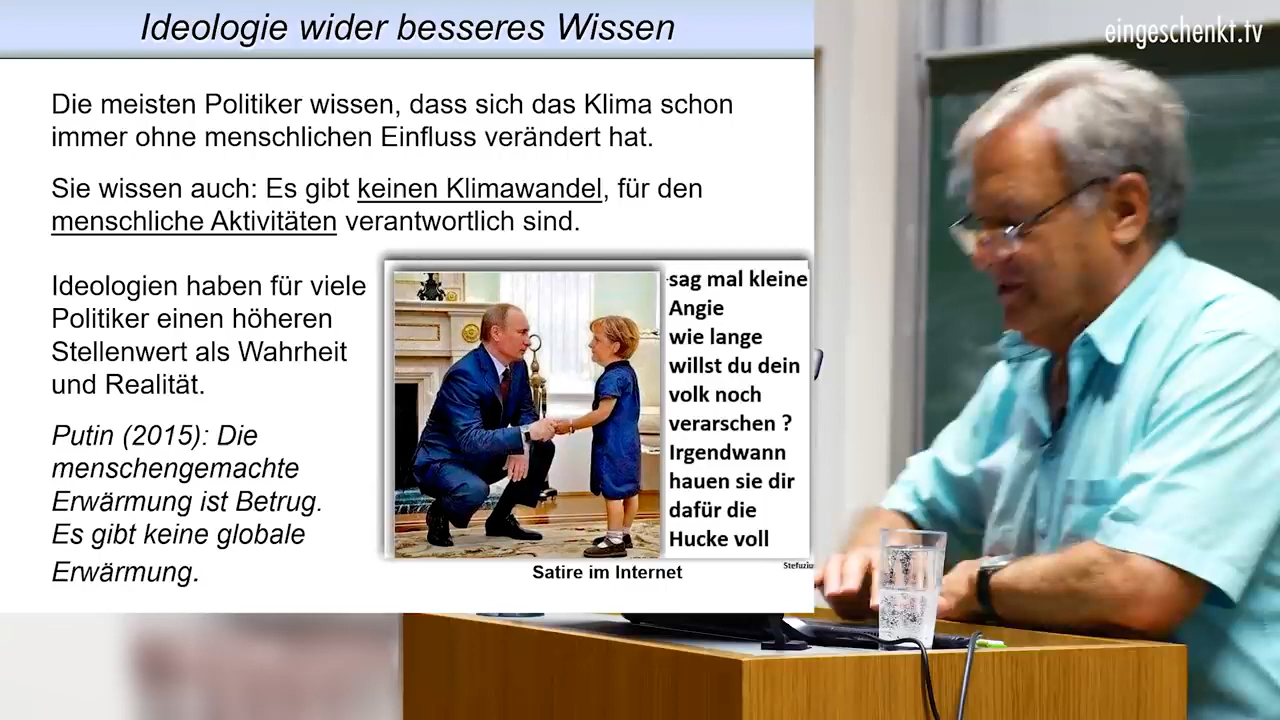 Ideologie wider besseres Wissen
eingeschenkt.tv
Die meisten Politiker wissen, dass sich das Klima schon
immer ohne menschlichen Einfluss verändert hat.
Sie wissen auch: Es gibt keinen Klimawandel, für den
menschliche Aktivitäten verantwortlich sind.
Ideologien haben für viele
Politiker einen höheren
Stellenwert als Wahrheit
und Realität.
Putin (2015): Die
menschengemachte
Erwärmung ist Betrug.
Es gibt keine globale
Erwärmung.
sag mal kleine
Angie
wie lange
willst du dein
volk noch
verarschen ?
Irgendwann
hauen sie dir
dafür die
Hucke voll
Satire im Internet